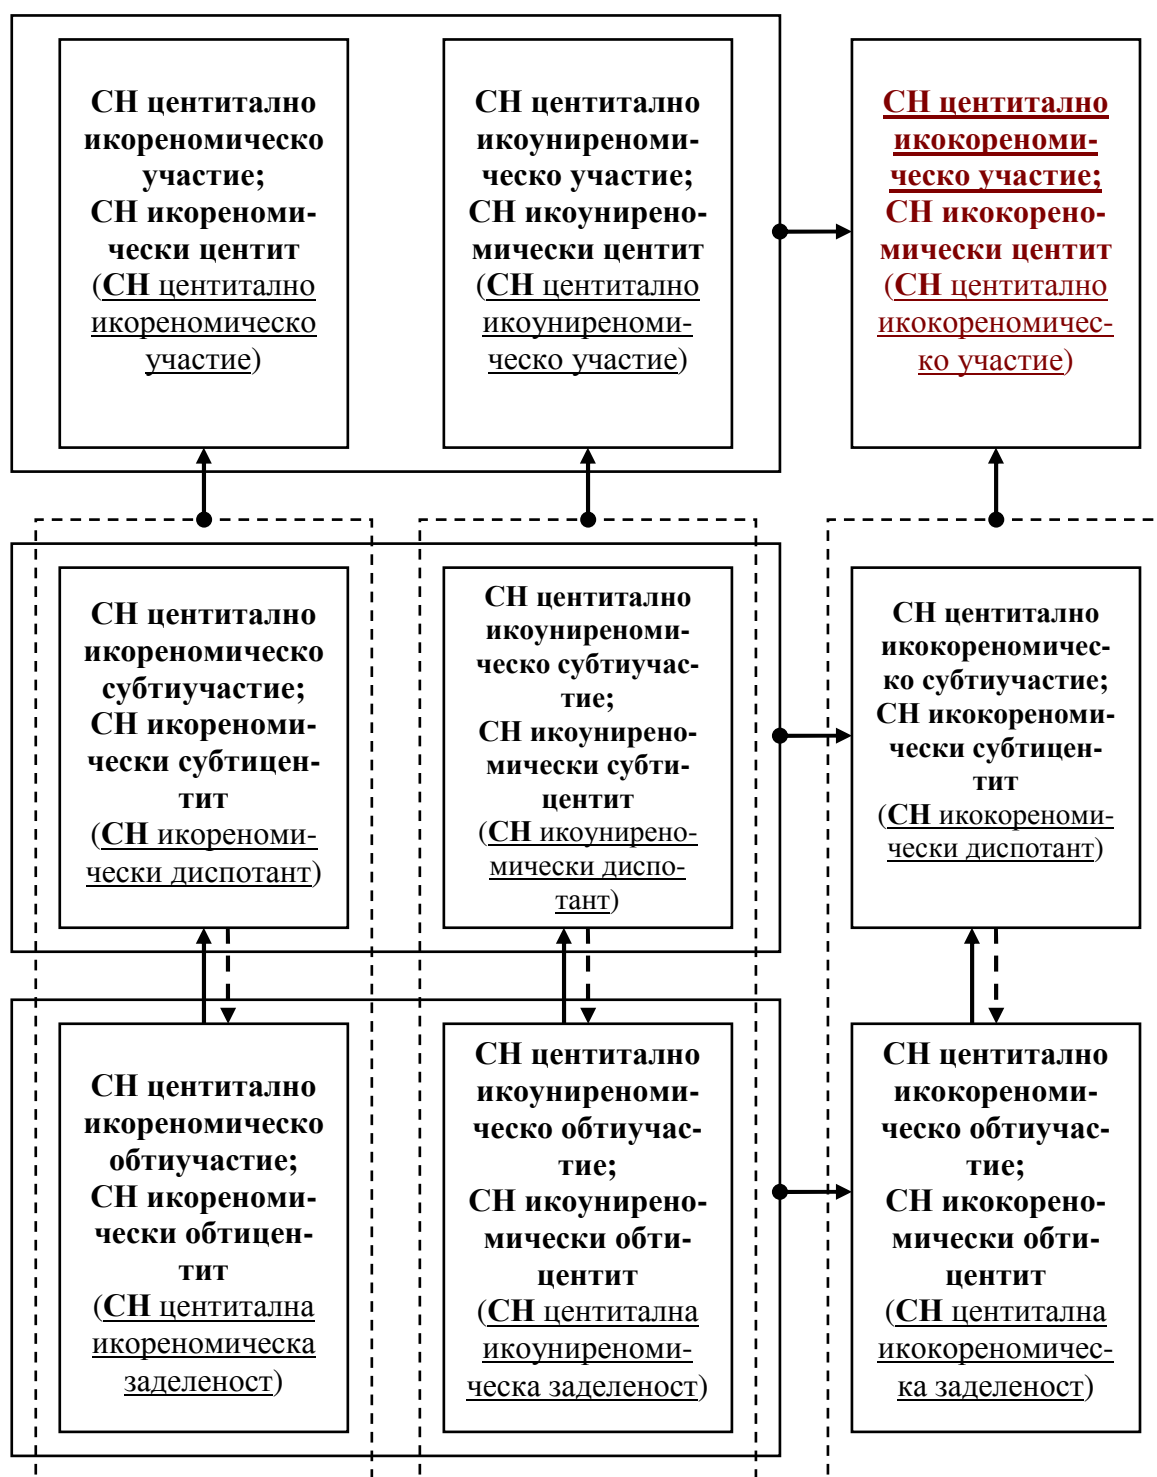 СН центитално
икореномическо
участие;
СН икореноми-
чески центит
(СН центитално
икореномическо
участие)
СН центитално
икоуниреноми-
ческо участие;
СН икоунирено-
мически центит
(СН центитално
икоуниреноми-
ческо участие)
СН центитално
икокореноми-
ческо участие;
СН икокорено-
мически центит
(СН центитално
икокореномичес-
ко участие)
СН центитално
икореномическо
субтиучастие;
СН икореноми-
чески субтицен-
тит
(СН икореноми-
чески диспотант)
СН центитално
икоуниреноми-
ческо субтиучас-
тие;
СН икоунирено-
мически субти-
центит
(СН икоунирено-
мически диспо-
тант)
СН центитално
икокореномичес-
ко субтиучастие;
СН икокореноми-
чески субтицен-
тит
(СН икокореноми-
чески диспотант)
СН центитално
икореномическо
обтиучастие;
СН икореноми-
чески обтицен-
тит
(СН центитална
икореномическа
заделеност)
СН центитално
икоуниреноми-
ческо обтиучас-
тие;
СН икоунирено-
мически обти-
центит
(СН центитална
икоуниреноми-
ческа заделеност)
СН центитално
икокореноми-
ческо обтиучас-
тие;
СН икокорено-
мически обти-
центит
(СН центитална
икокореномичес-
ка заделеност)